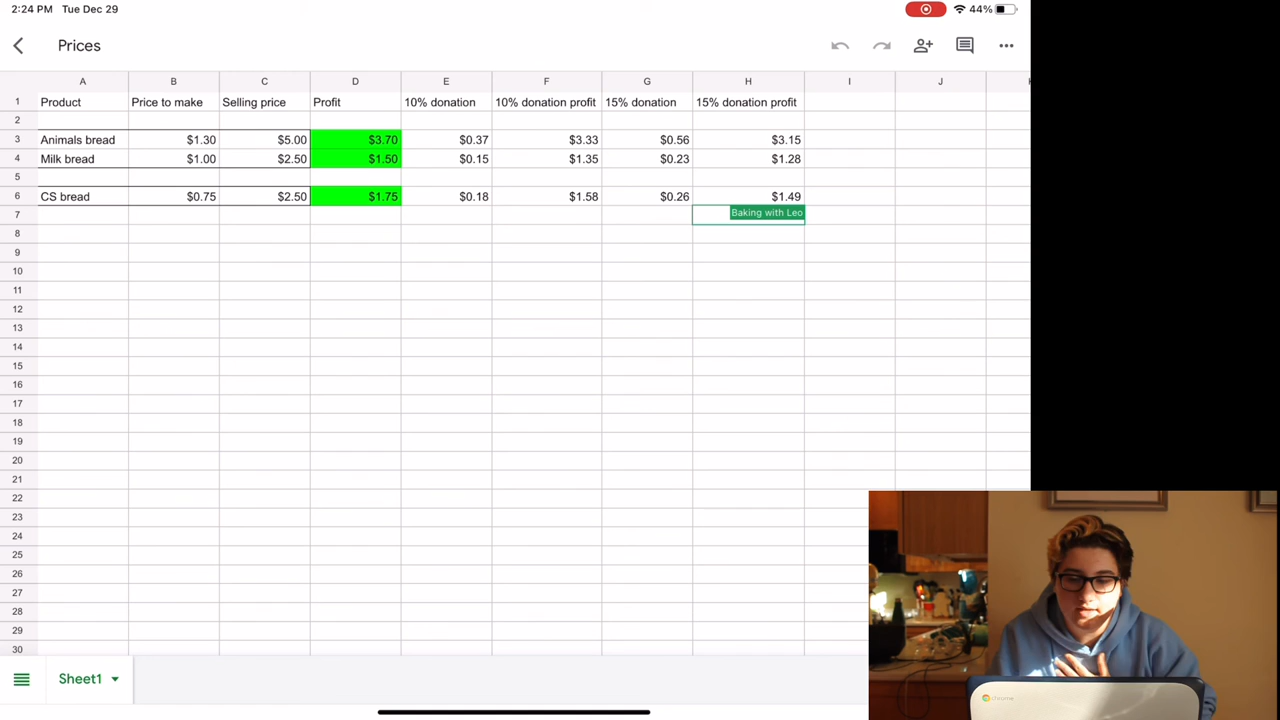 2:24 PM Tue Dec 29 44%
Prices
A B C D E F G H I J
1 Product Price to make Selling price Profit 10% donation 10% donation profit 15% donation 15% donation profit
2
3 Animals bread $1.30 $5.00 $3.70 $0.37 $3.33 $0.56 $3.15
4 Milk bread $1.00 $2.50 $1.50 $0.15 $1.35 $0.23 $1.28
5
6 CS bread $0.75 $2.50 $1.75 $0.18 $1.58 $0.26 $1.49
7 Baking with Leo
8
9
10
11
12
13
14
15
16
17
18
19
20
21
22
23
24
25
26
27
28
29
30
Sheet1
chrome